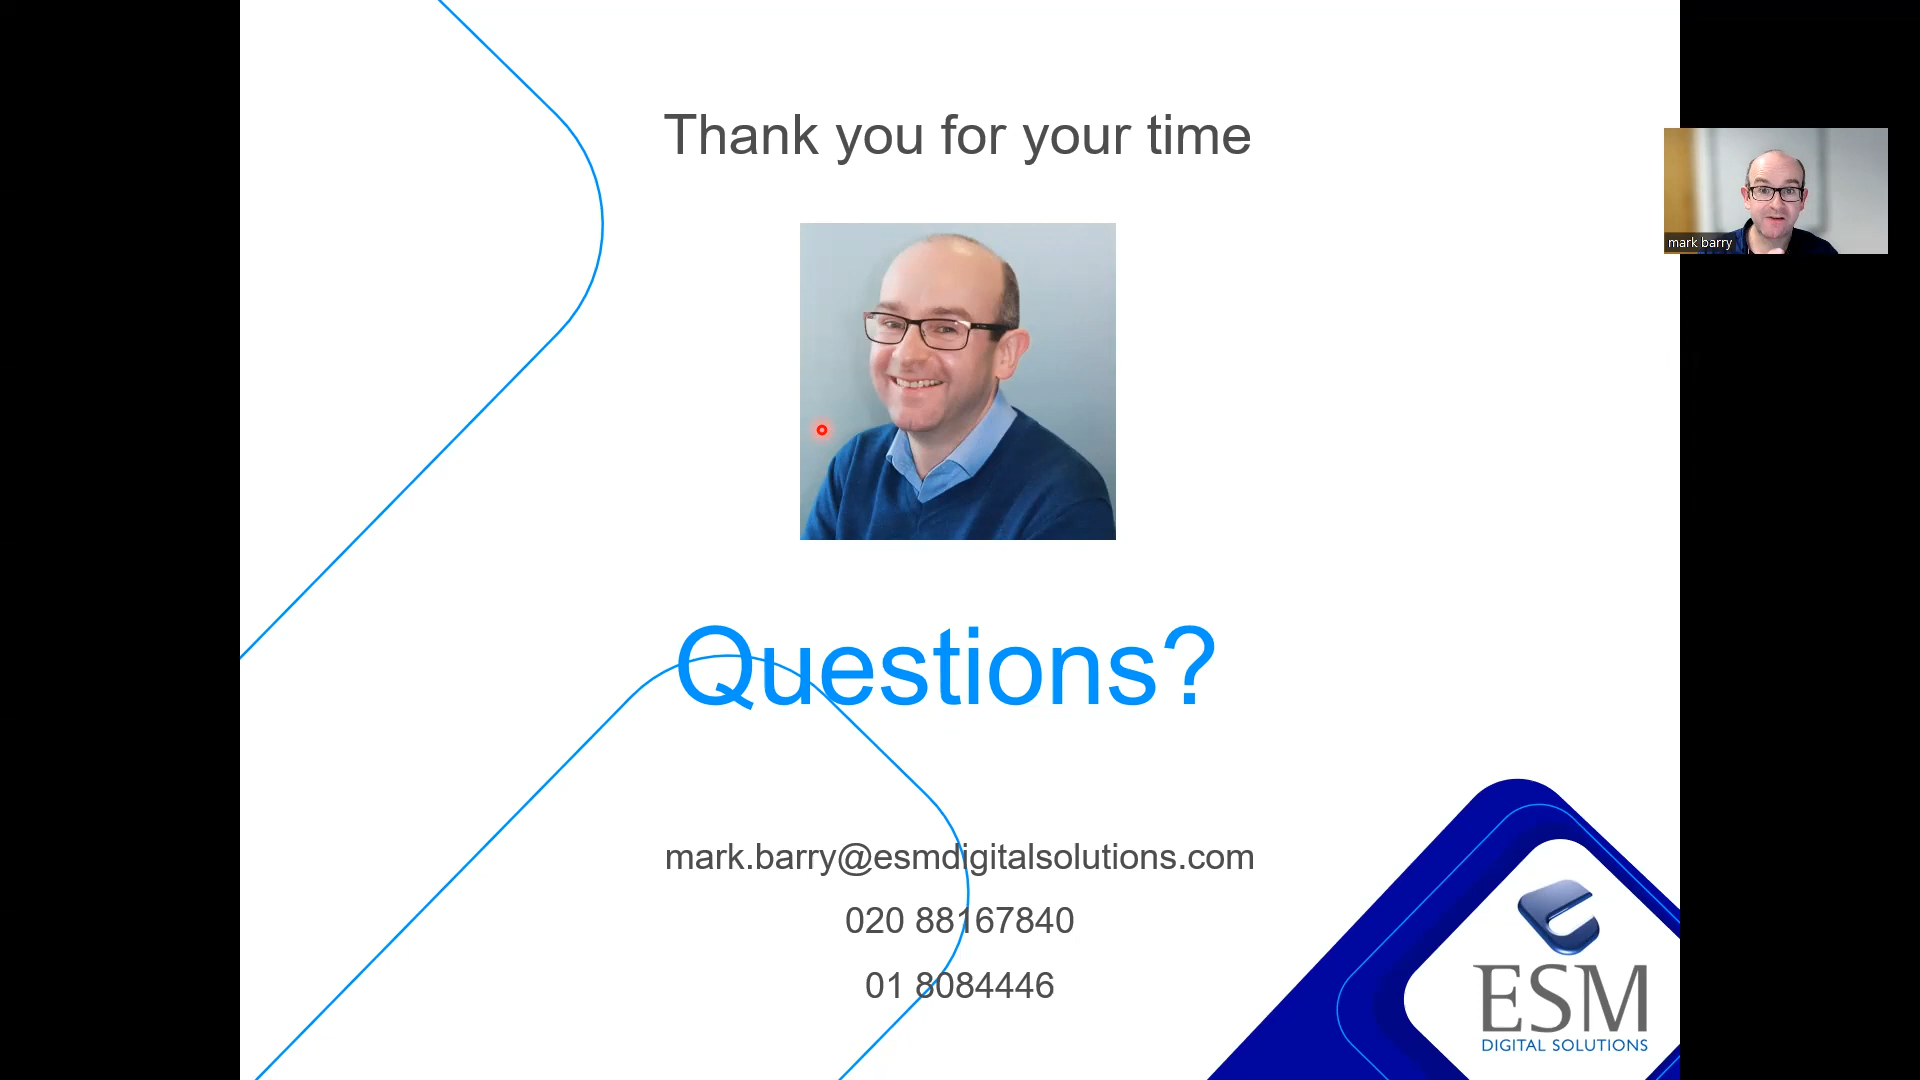 Thank you for your time
mark barry
Questions?
mark.barry@esmdigitalsolutions.com
020 88167840
01 8084446
ESM
DIGITAL SOLUTIONS